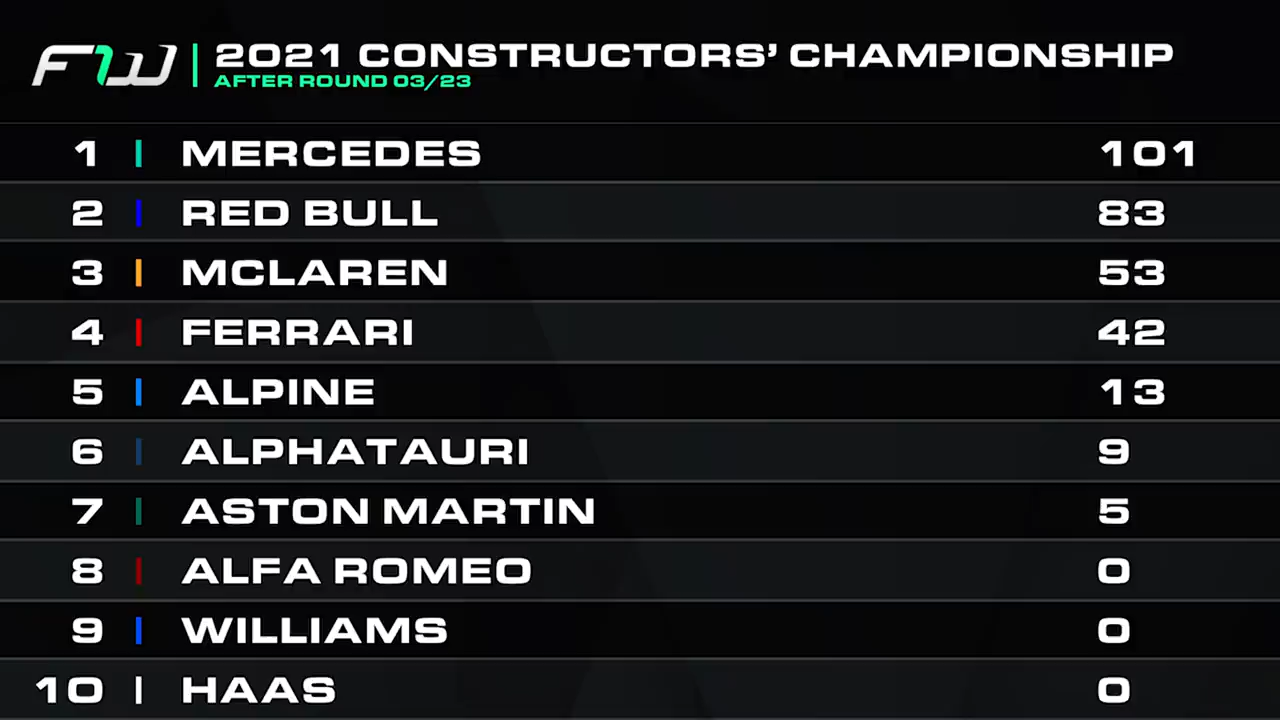 F1W
2021 CONSTRUCTORS' CHAMPIONSHIP
AFTER ROUND 03/23
1 MERCEDES 101
2 RED BULL 83
3 MCLAREN 53
4 FERRARI 42
5 ALPINE 13
6 ALPHATAURI 9
7 ASTON MARTIN 5
8 ALFA ROMEO 0
9 WILLIAMS 0
10 HAAS 0